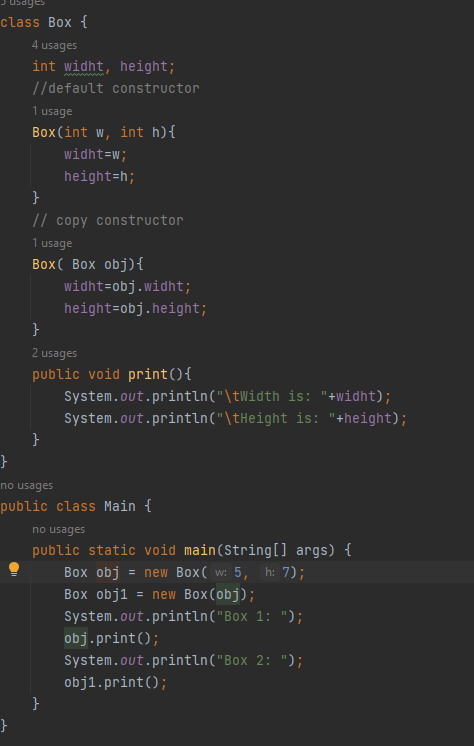 5 usages
class Box {
4 usages
int widht, height;
//default constructor
1 usage
Box(int w, int h){
widht=w;
height=h;
}
// copy constructor
1 usage
Box( Box obj){
widht=obj.widht;
height=obj.height;
}
2 usages
public void print(){
System.out.println("\tWidth is: "+widht);
System.out.println("\tHeight is: "+height);
}
}
no usages
public class Main {
no usages
public static void main(String[] args) {
Box obj = new Box( w: 5, h: 7);
Box obj1 = new Box(obj);
System.out.println("Box 1: ");
obj.print();
System.out.println("Box 2: ");
obj1.print();
}
}